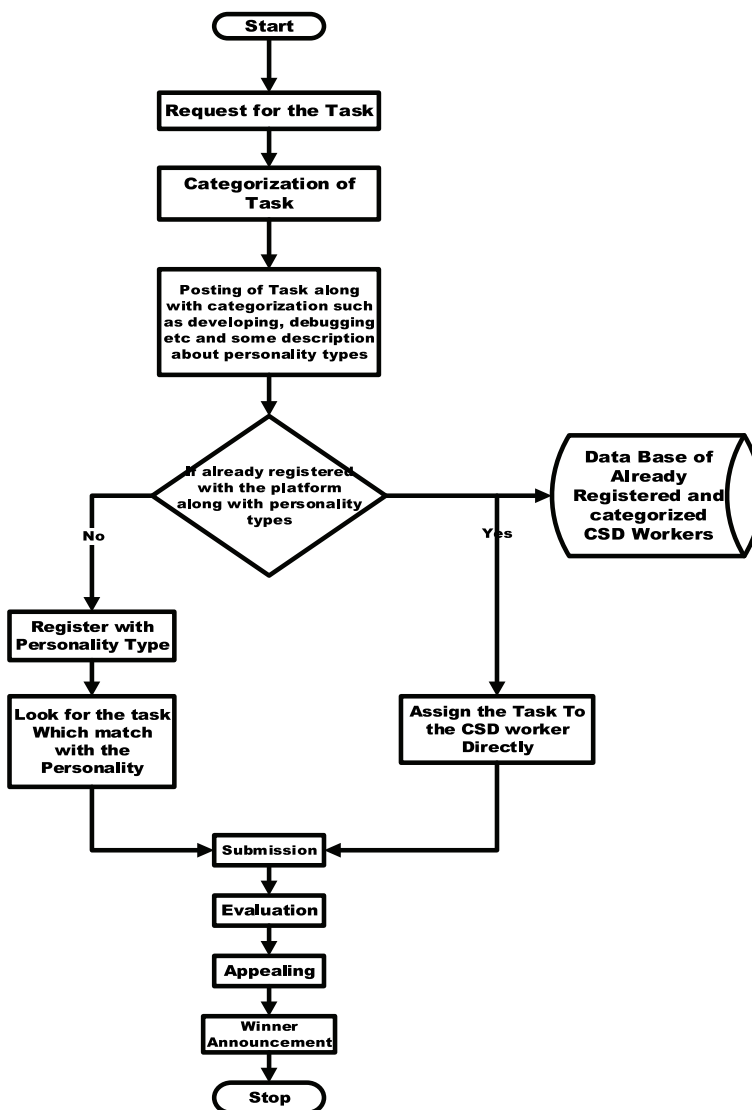 Start
Request for the Task
Categorization of
Task
Posting of Task along
with categorization such
as developing, debugging
etc and some description
about personality types
If already registered
with the platform
along with personality
types
Data Base of
Already
Registered and
categorized
CSD Workers
No
Yes
Register with
Personality Type
Look for the task
Which match
with the
Personality
Assign the Task To
the CSD worker
Directly
Submission
Evaluation
Appealing
Winner
Announcement
Stop